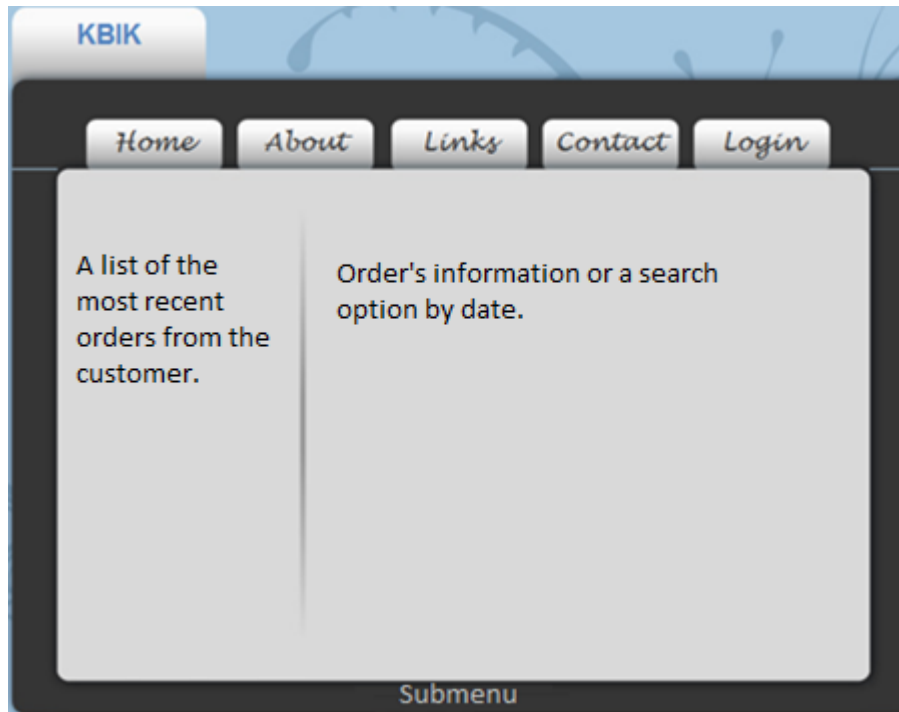 KBIK
Home About Links Contact Login
A list of the
most recent
orders from the
customer.
Order's information or a search
option by date.
Submenu